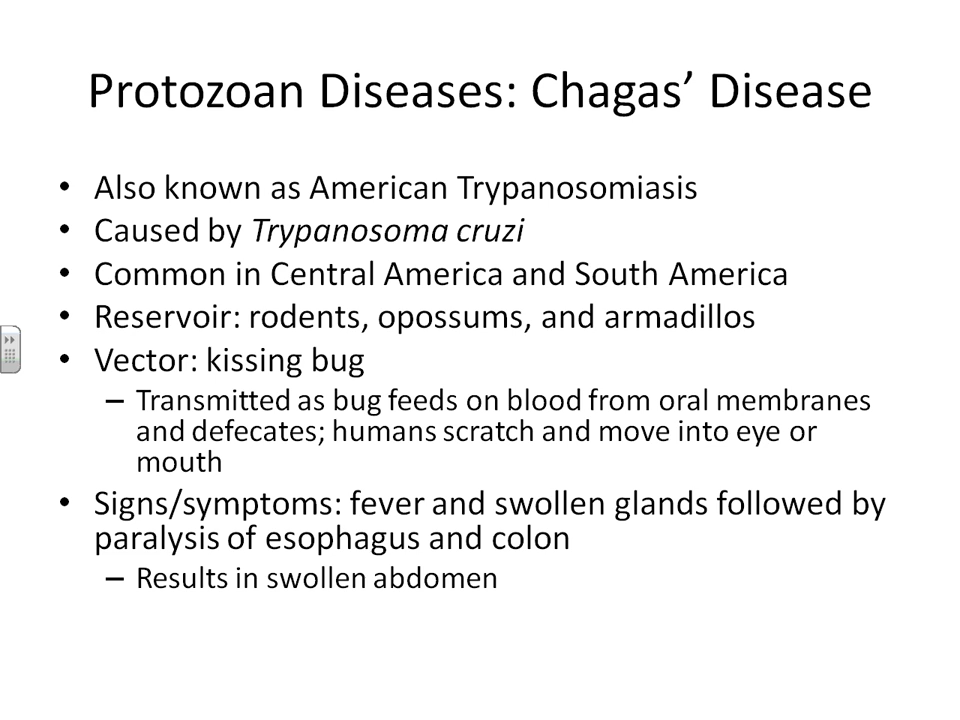 Protozoan Diseases: Chagas’ Disease
• Also known as American Trypanosomiasis
• Caused by Trypanosoma cruzi
• Common in Central America and South America
• Reservoir: rodents, opossums, and armadillos
• Vector: kissing bug
– Transmitted as bug feeds on blood from oral membranes
and defecates; humans scratch and move into eye or
mouth
• Signs/symptoms: fever and swollen glands followed by
paralysis of esophagus and colon
– Results in swollen abdomen